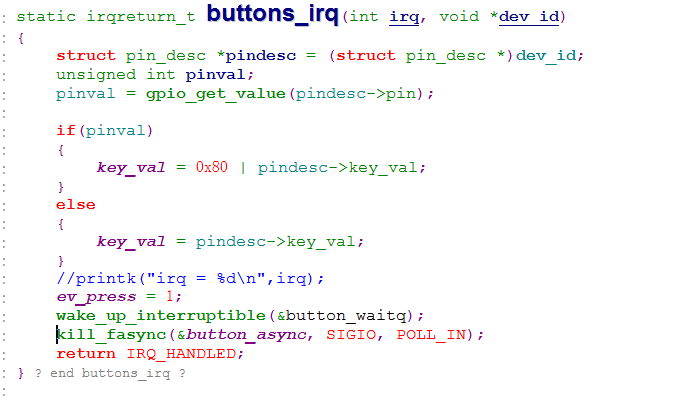 static irqreturn_t buttons_irq(int irq, void *dev_id)
{
struct pin_desc *pindesc = (struct pin_desc *)dev_id;
unsigned int pinval;
pinval = gpio_get_value(pindesc->pin);
if(pinval)
{
key_val = 0x80 | pindesc->key_val;
}
else
{
key_val = pindesc->key_val;
}
//printk("irq = %d\n",irq);
ev_press = 1;
wake_up_interruptible(&button_waitq);
kill_fasync(&button_async, SIGIO, POLL_IN);
return IRQ_HANDLED;
} ? end buttons_irq ?